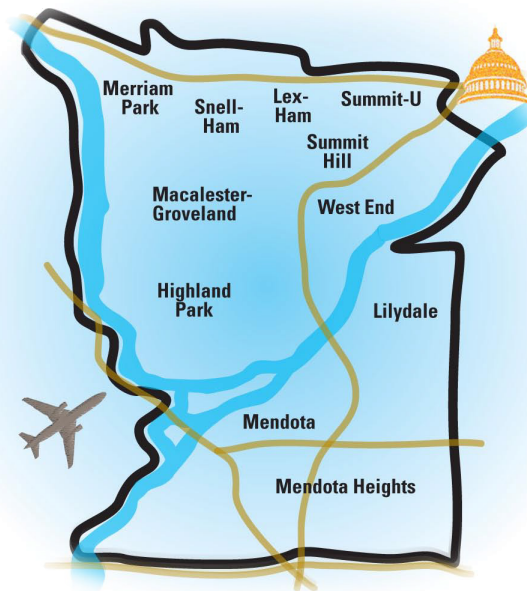 Merriam
Park
Snell-
Ham
Lex-
Ham
Summit-U
Summit
Hill
Macalester-
Groveland
West End
Highland
Park
Lilydale
Mendota
Mendota Heights